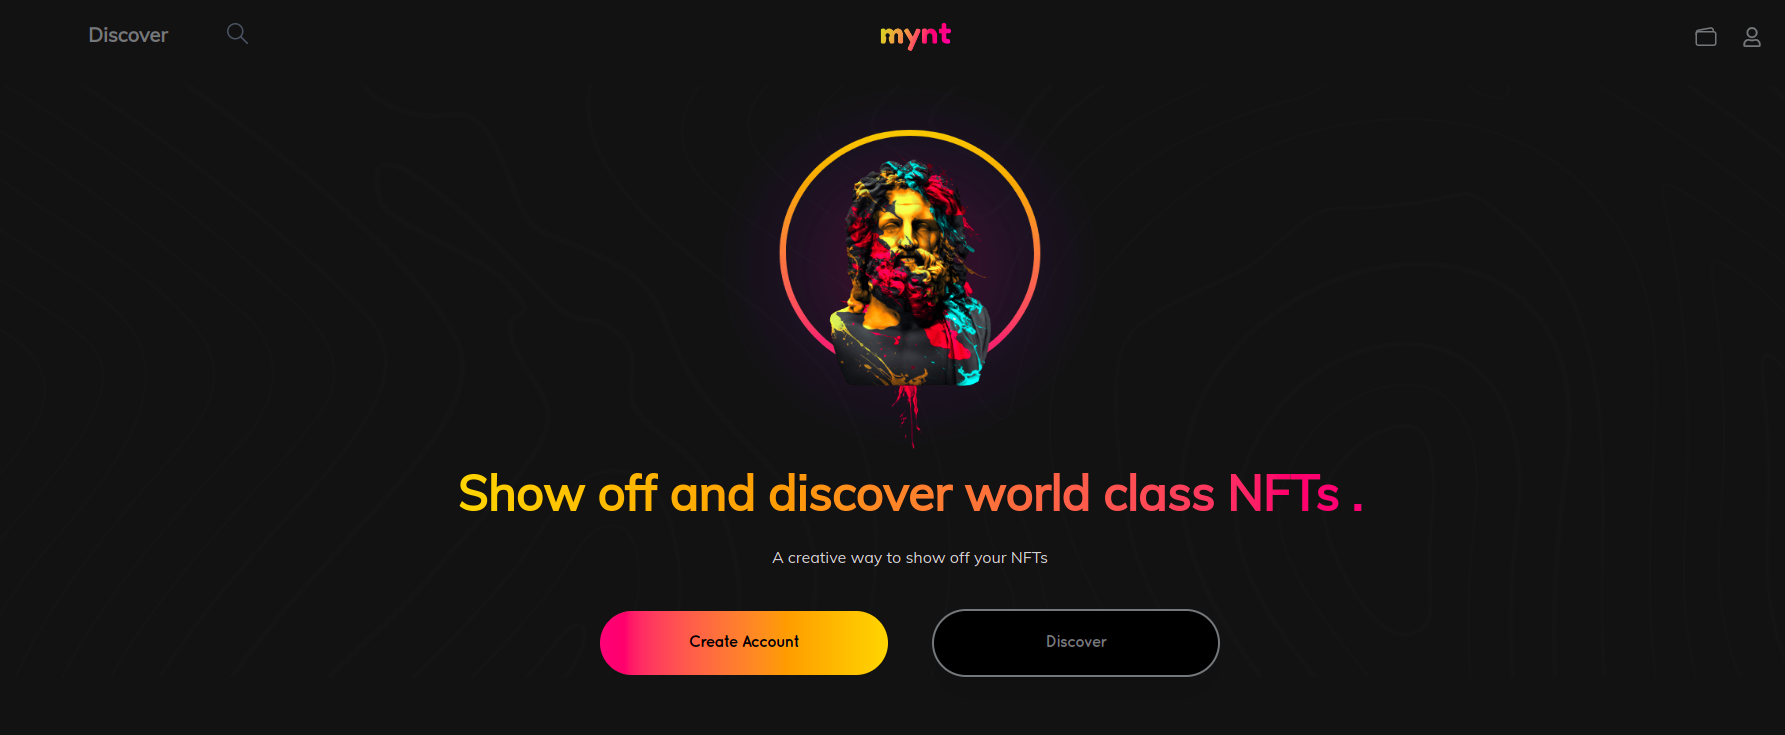 Discover
mynt
Show off and discover world class NFTs .
A creative way to show off your NFTs
Create Account
Discover